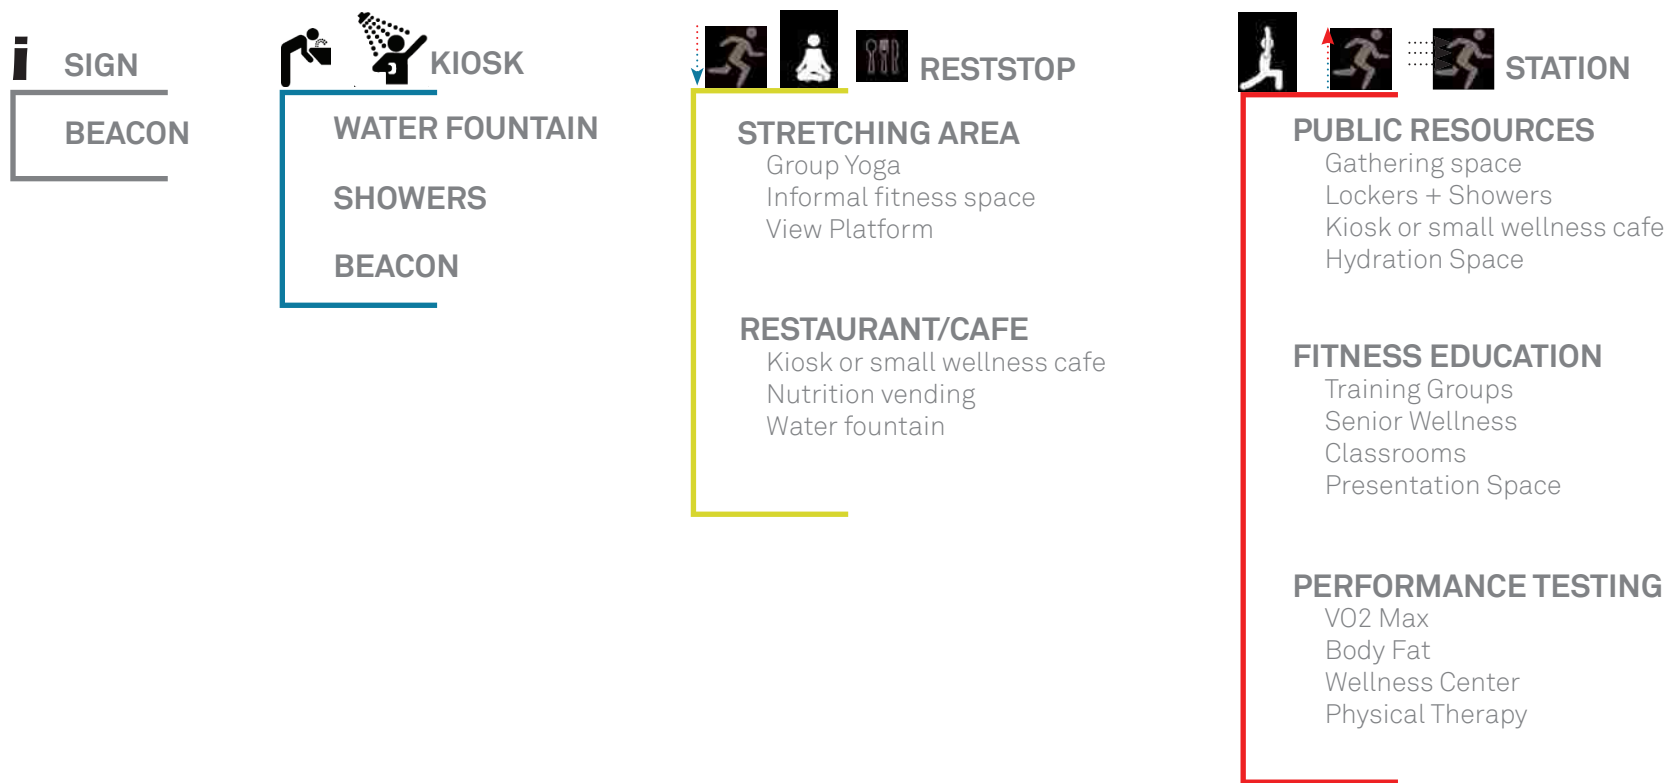 i SIGN
BEACON
KIOSK
WATER FOUNTAIN
SHOWERS
BEACON
RESTSTOP
STRETCHING AREA
Group Yoga
Informal fitness space
View Platform
RESTAURANT/CAFE
Kiosk or small wellness cafe
Nutrition vending
Water fountain
STATION
PUBLIC RESOURCES
Gathering space
Lockers + Showers
Kiosk or small wellness cafe
Hydration Space
FITNESS EDUCATION
Training Groups
Senior Wellness
Classrooms
Presentation Space
PERFORMANCE TESTING
VO2 Max
Body Fat
Wellness Center
Physical Therapy